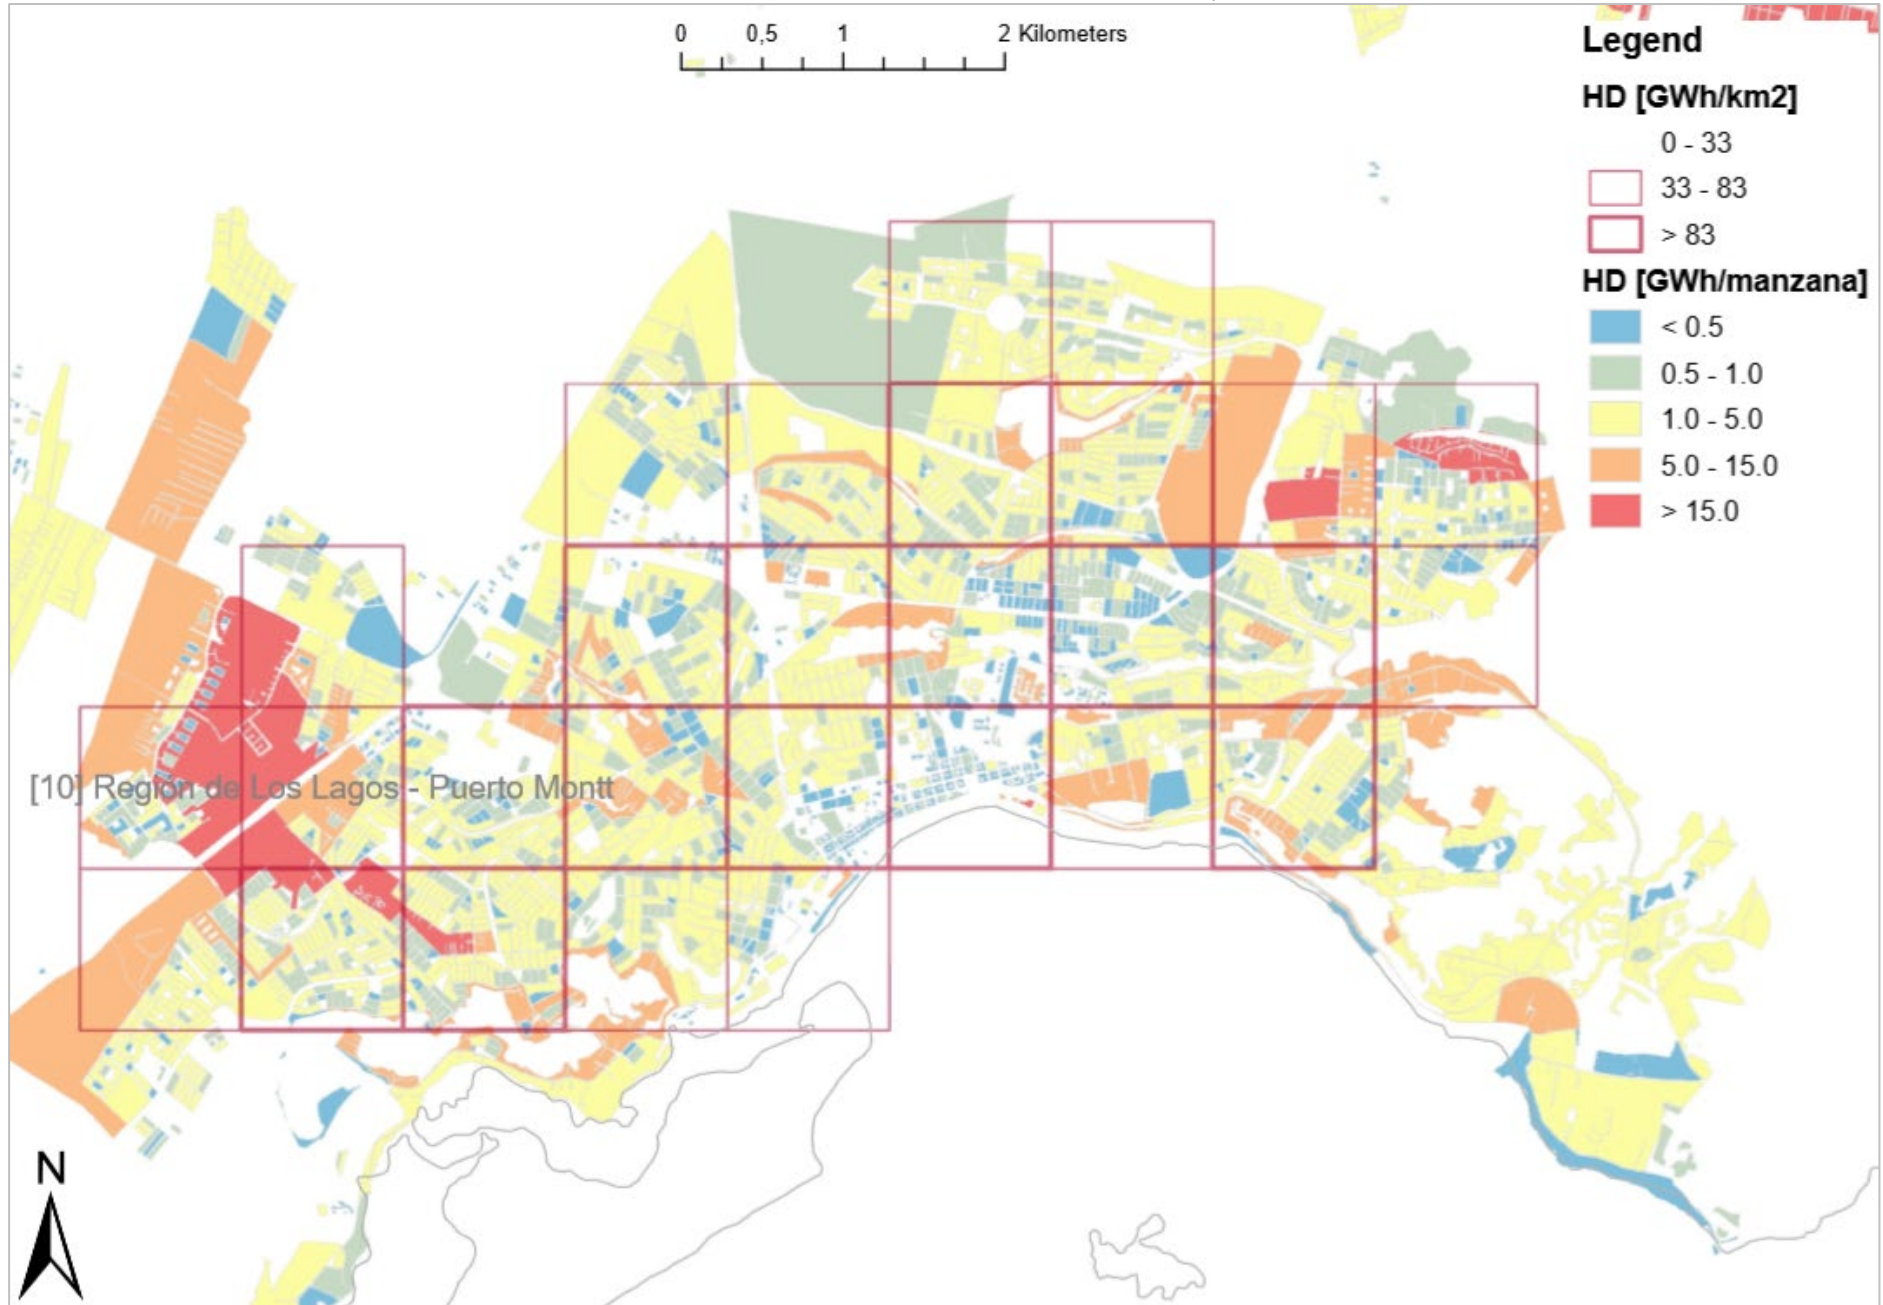 0 0,5 1 2 Kilometers
Legend
HD [GWh/km2]
0 - 33
33 - 83
> 83
HD [GWh/manzana]
< 0.5
0.5 - 1.0
1.0 - 5.0
5.0 - 15.0
> 15.0
[10] Región de Los Lagos - Puerto Montt
N